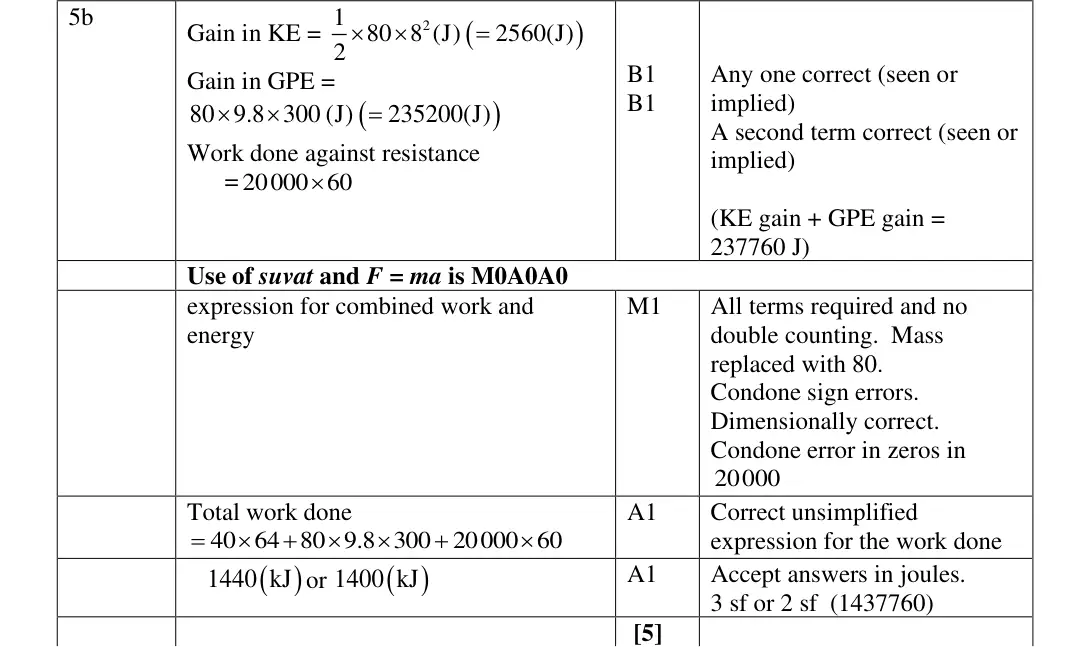 5b
Gain in KE = 1/2 ×80×8² (J) (= 2560(J))
Gain in GPE =
80×9.8×300 (J) (= 235200(J))
Work done against resistance
= 20000×60
B1
B1
Any one correct (seen or
implied)
A second term correct (seen or
implied)
(KE gain + GPE gain =
237760 J)
Use of suvat and F = ma is M0A0A0
expression for combined work and
energy
M1
All terms required and no
double counting. Mass
replaced with 80.
Condone sign errors.
Dimensionally correct.
Condone error in zeros in
20000
Total work done
= 40×64+80×9.8×300+20000×60
A1
Correct unsimplified
expression for the work done
1440(kJ) or 1400(kJ)
A1
Accept answers in joules.
3 sf or 2 sf (1437760)
[5]